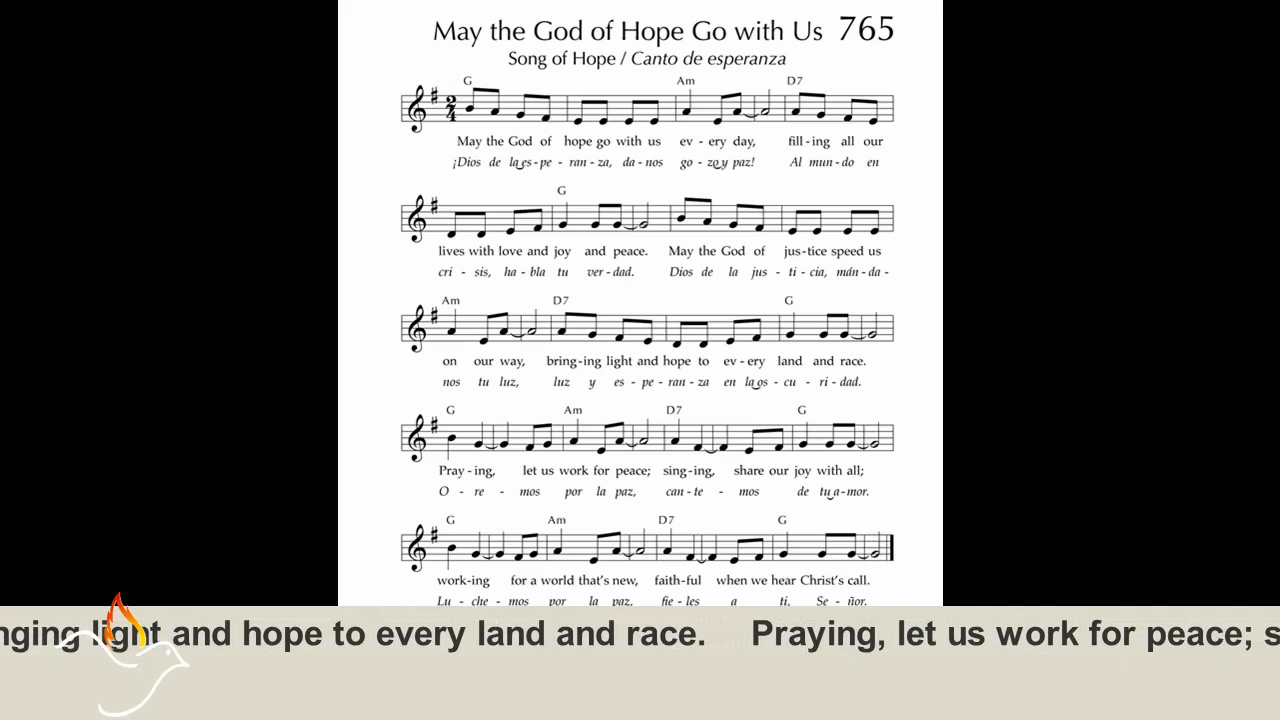 May the God of Hope Go with Us 765
Song of Hope / Canto de esperanza
G Am D7
2 4
May the God of hope go with us ev - ery day, fill - ing all our
¡Dios de la es - pe - ran - za, da - nos go - zo y paz! Al mun - do en
G
lives with love and joy and peace. May the God of jus - tice speed us
cri - sis, ha - bla tu ver - dad. Dios de la jus - ti - cia, mán - da -
Am D7 G
on our way, bring - ing light and hope to ev - ery land and race.
nos tu luz, luz y es - pe - ran - za en la os - cu - ri - dad.
G Am D7 G
Pray - ing, let us work for peace; sing - ing, share our joy with all;
O - re - mos por la paz, can - te - mos de tu a - mor.
G Am D7 G
work - ing for a world that's new, faith - ful when we hear Christ's call.
Lu - che - mos por la paz, fie - les a ti, Se - ñor.
nging light and hope to every land and race. Praying, let us work for peace; s